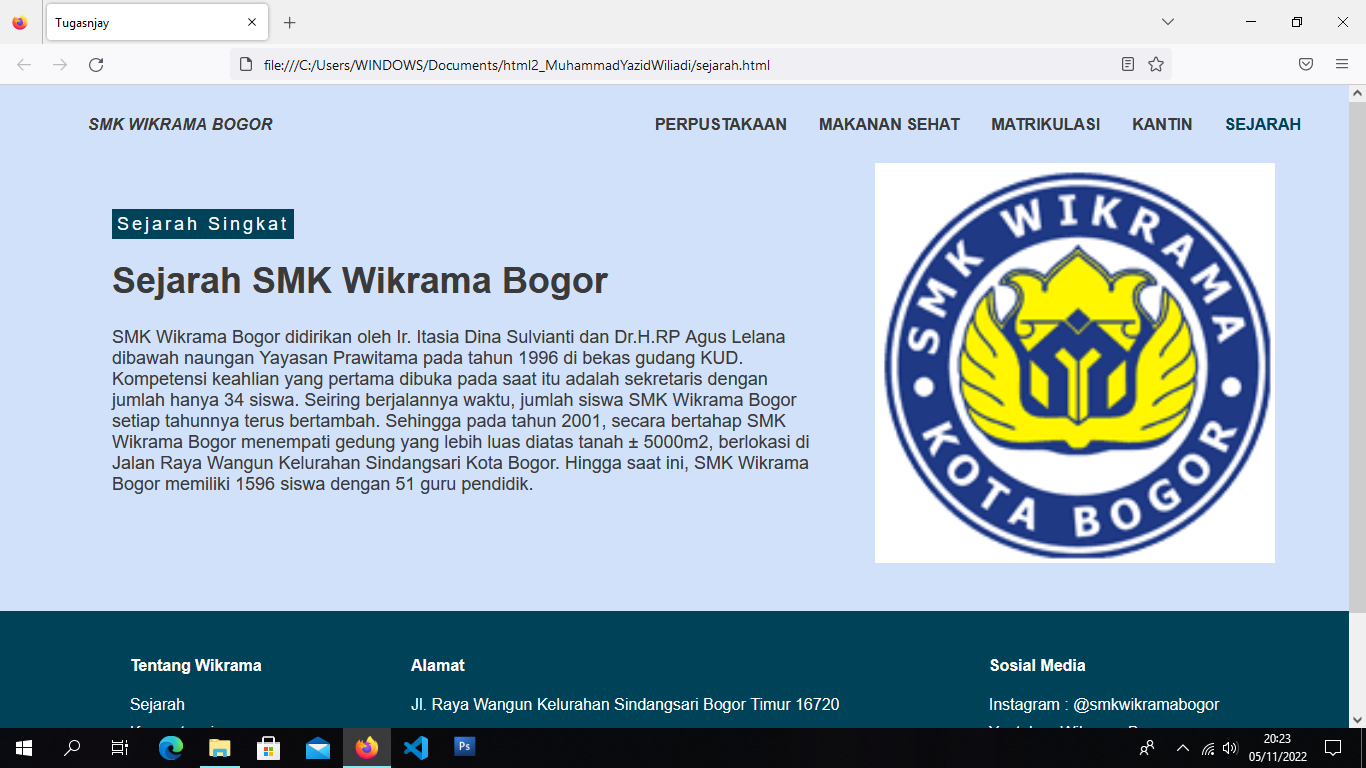 Tugasnjay
file:///C:/Users/WINDOWS/Documents/html2_MuhammadYazidWiliadi/sejarah.html
SMK WIKRAMA BOGOR
PERPUSTAKAAN MAKANAN SEHAT MATRIKULASI KANTIN SEJARAH
Sejarah Singkat
Sejarah SMK Wikrama Bogor
SMK Wikrama Bogor didirikan oleh Ir. Itasia Dina Sulvianti dan Dr.H.RP Agus Lelana
dibawah naungan Yayasan Prawitama pada tahun 1996 di bekas gudang KUD.
Kompetensi keahlian yang pertama dibuka pada saat itu adalah sekretaris dengan
jumlah hanya 34 siswa. Seiring berjalannya waktu, jumlah siswa SMK Wikrama Bogor
setiap tahunnya terus bertambah. Sehingga pada tahun 2001, secara bertahap SMK
Wikrama Bogor menempati gedung yang lebih luas diatas tanah ± 5000m2, berlokasi di
Jalan Raya Wangun Kelurahan Sindangsari Kota Bogor. Hingga saat ini, SMK Wikrama
Bogor memiliki 1596 siswa dengan 51 guru pendidik.
SMK WIKRAMA
KOTA BOGOR
Tentang Wikrama
Sejarah
Alamat
Jl. Raya Wangun Kelurahan Sindangsari Bogor Timur 16720
Sosial Media
Instagram : @smkwikramabogor
Ps
20:23
05/11/2022